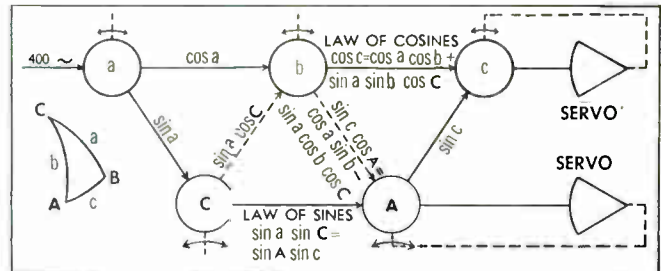 400 ~
a
cos a
b
LAW OF COSINES
cos c=cos a cos b +
sin a sin b cos C
c
SERVO
sin a
sin a cos C
sin c cos A=
cos a sin b -
sin a cos b cos C
sin c
C
b
a
A
c
B
C
LAW OF SINES
sin a sin C=
sin A sin c
A
SERVO